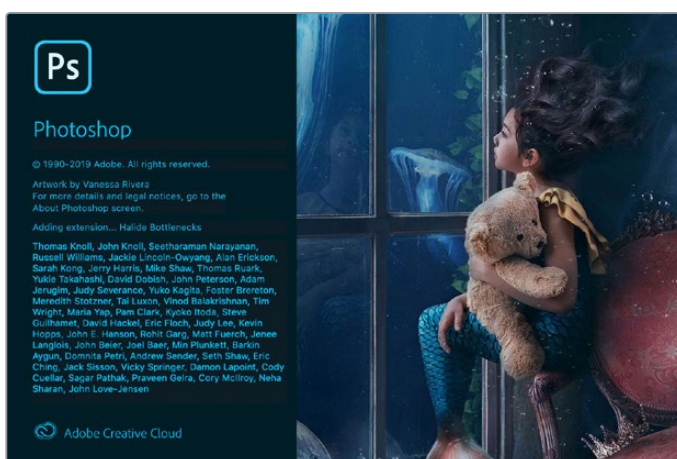 Ps
Photoshop
© 1990-2019 Adobe. All rights reserved.
Artwork by Vanessa Rivera
For more details and legal notices, go to the
About Photoshop screen.
Adding extension... Halide Bottlenecks
Thomas Knoll, John Knoll, Seetharaman Narayanan,
Russell Williams, Jackie Lincoln-Owyang, Alan Erickson,
Sarah Kong, Jerry Harris, Mike Shaw, Thomas Ruark,
Yukie Takahashi, David Dobish, John Peterson, Adam
Jerugim, Judy Severance, Yuko Kagita, Foster Brereton,
Meredith Stotzner, Tai Luxon, Vinod Balakrishnan, Tim
Wright, Maria Yap, Pam Clark, Kyoko Itoda, Steve
Guilhamet, David Hackel, Eric Floch, Judy Lee, Kevin
Hopps, John E. Hanson, Rohit Garg, Matt Fuerch, Jenee
Langlois, John Beier, Joel Baer, Min Plunkett, Barkin
Aygun, Domnita Petri, Andrew Sender, Seth Shaw, Eric
Ching, Jack Sisson, Vicky Springer, Damon Lapoint, Cody
Cuellar, Sagar Pathak, Praveen Gelra, Cory McIlroy, Neha
Sharan, John Love-Jensen
Adobe Creative Cloud